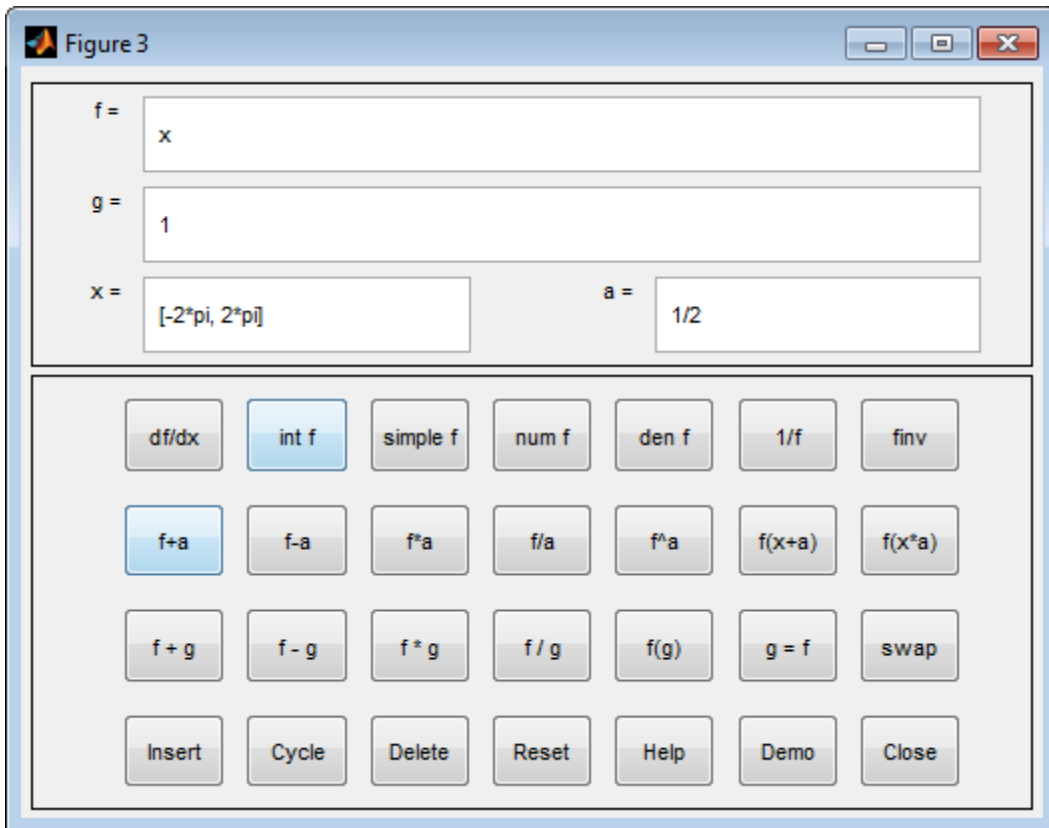 Figure 3
f =
x
g =
1
x =
[-2*pi, 2*pi]
a =
1/2
df/dx int f simple f num f den f 1/f finv
f+a f-a f*a f/a f^a f(x+a) f(x*a)
f + g f - g f * g f / g f(g) g = f swap
Insert Cycle Delete Reset Help Demo Close